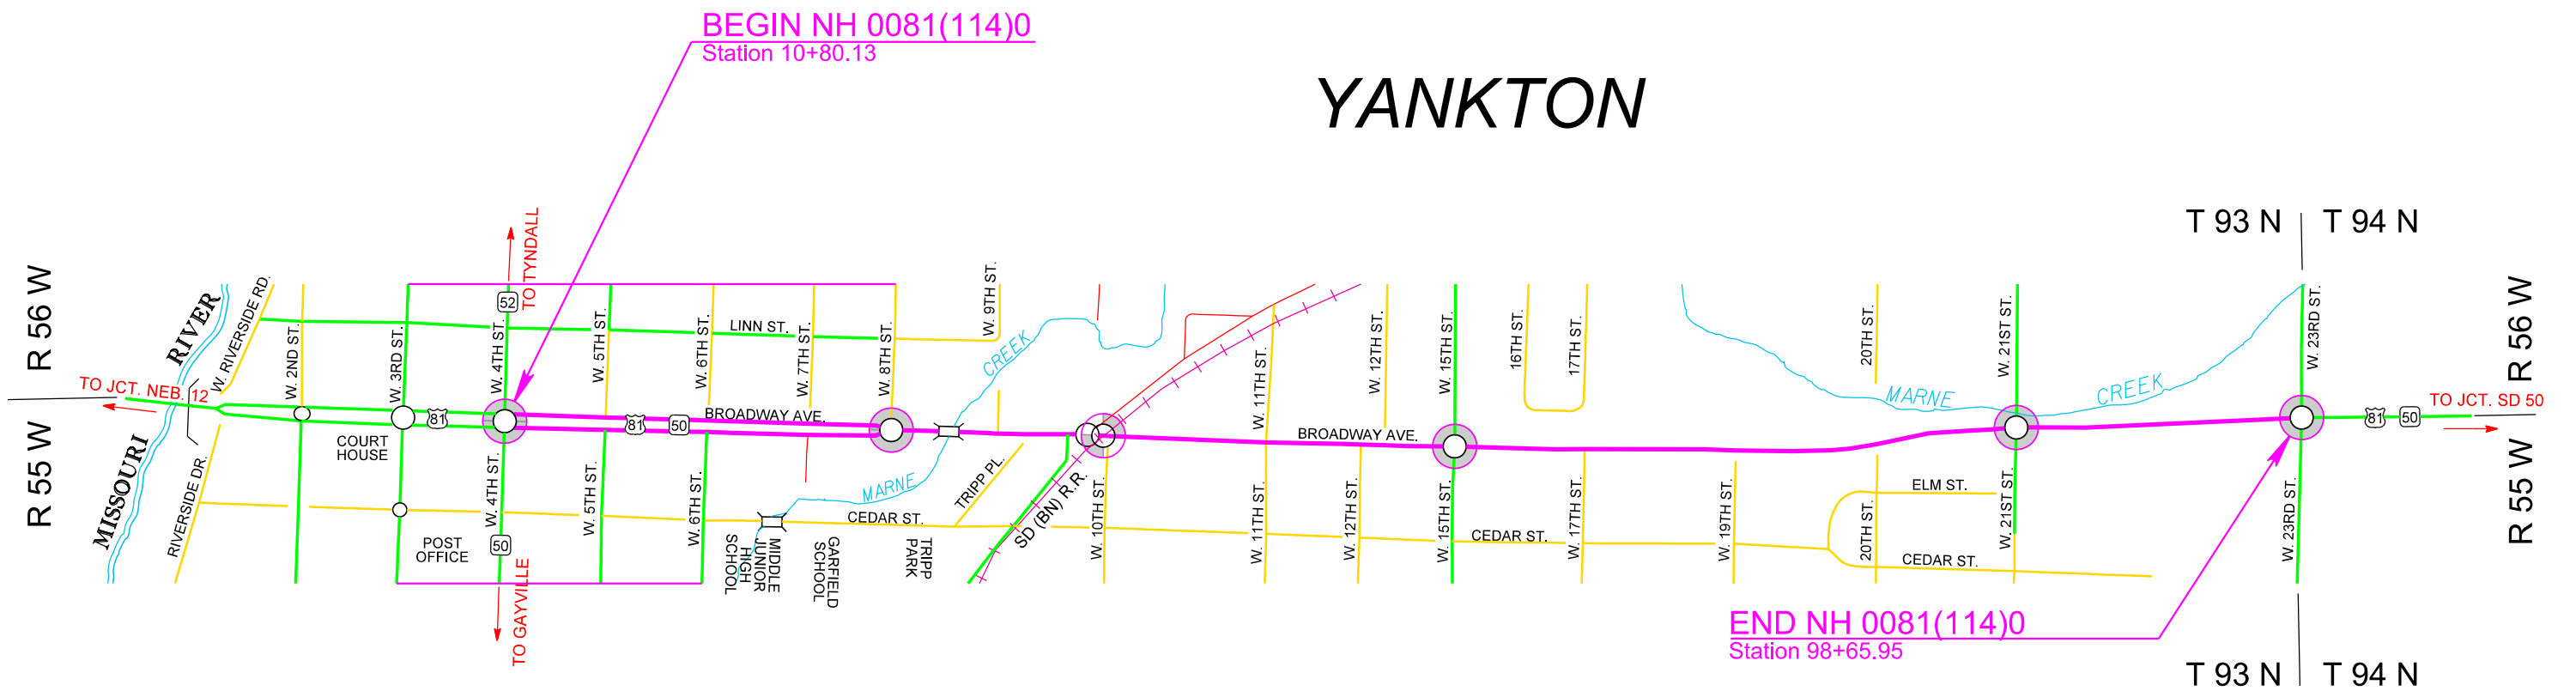 BEGIN NH 0081(114)0
Station 10+80.13
YANKTON
T 93 N
T 94 N
R 56 W
R 56 W
TO TYNDALL
52
RIVER
W. RIVERSIDE RD.
W. 2ND ST.
W. 3RD ST.
W. 4TH ST.
W. 5TH ST.
W. 6TH ST.
LINN ST.
W. 7TH ST.
W. 8TH ST.
W. 9TH ST.
CREEK
W. 11TH ST.
W. 12TH ST.
W. 15TH ST.
16TH ST.
17TH ST.
20TH ST.
W. 21ST ST.
W. 23RD ST.
MARNE
CREEK
TO JCT. NEB. 12
81
81
50
BROADWAY AVE.
BROADWAY AVE.
81
50
TO JCT. SD 50
R 55 W
R 55 W
MISSOURI
RIVERSIDE DR.
COURT
HOUSE
W. 4TH ST.
W. 5TH ST.
W. 6TH ST.
MARNE
TRIPP PL.
SD (BN) R.R.
W. 10TH ST.
W. 11TH ST.
W. 12TH ST.
W. 15TH ST.
W. 17TH ST.
W. 19TH ST.
20TH ST.
ELM ST.
W. 21ST ST.
W. 23RD ST.
CEDAR ST.
CEDAR ST.
CEDAR ST.
POST
OFFICE
50
TO GAYVILLE
MIDDLE
JUNIOR
HIGH
SCHOOL
GARFIELD
SCHOOL
TRIPP
PARK
END NH 0081(114)0
Station 98+65.95
T 93 N
T 94 N